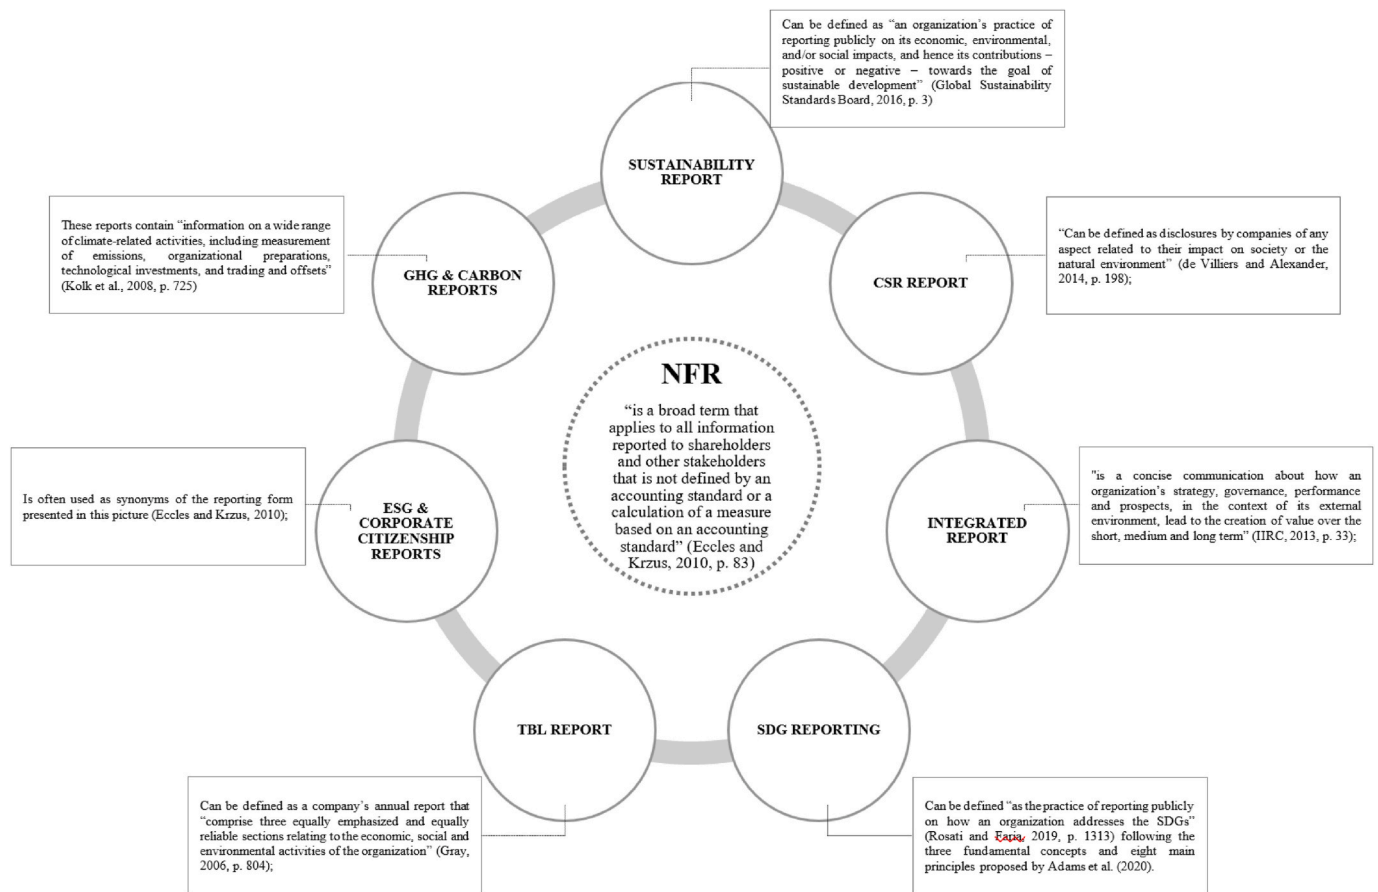 Can be defined as “an organization’s practice of
reporting publicly on its economic, environmental,
and/or social impacts, and hence its contributions –
positive or negative – towards the goal of
sustainable development” (Global Sustainability
Standards Board, 2016, p. 3)
SUSTAINABILITY
REPORT
These reports contain “information on a wide range
of climate-related activities, including measurement
of emissions, organizational preparations,
technological investments, and trading and offsets”
(Kolk et al., 2008, p. 725)
GHG & CARBON
REPORTS
CSR REPORT
“Can be defined as disclosures by companies of any
aspect related to their impact on society or the
natural environment” (de Villiers and Alexander,
2014, p. 198);
NFR
“is a broad term that
applies to all information
reported to shareholders
and other stakeholders
that is not defined by an
accounting standard or a
calculation of a measure
based on an accounting
standard” (Eccles and
Krzus, 2010, p. 83)
Is often used as synonyms of the reporting form
presented in this picture (Eccles and Krzus, 2010);
ESG &
CORPORATE
CITIZENSHIP
REPORTS
INTEGRATED
REPORT
"is a concise communication about how an
organization’s strategy, governance, performance
and prospects, in the context of its external
environment, lead to the creation of value over the
short, medium and long term” (IIRC, 2013, p. 33);
TBL REPORT
SDG REPORTING
Can be defined as a company’s annual report that
“comprise three equally emphasized and equally
reliable sections relating to the economic, social and
environmental activities of the organization” (Gray,
2006, p. 804);
Can be defined “as the practice of reporting publicly
on how an organization addresses the SDGs”
(Rosati and Faria, 2019, p. 1313) following the
three fundamental concepts and eight main
principles proposed by Adams et al. (2020).